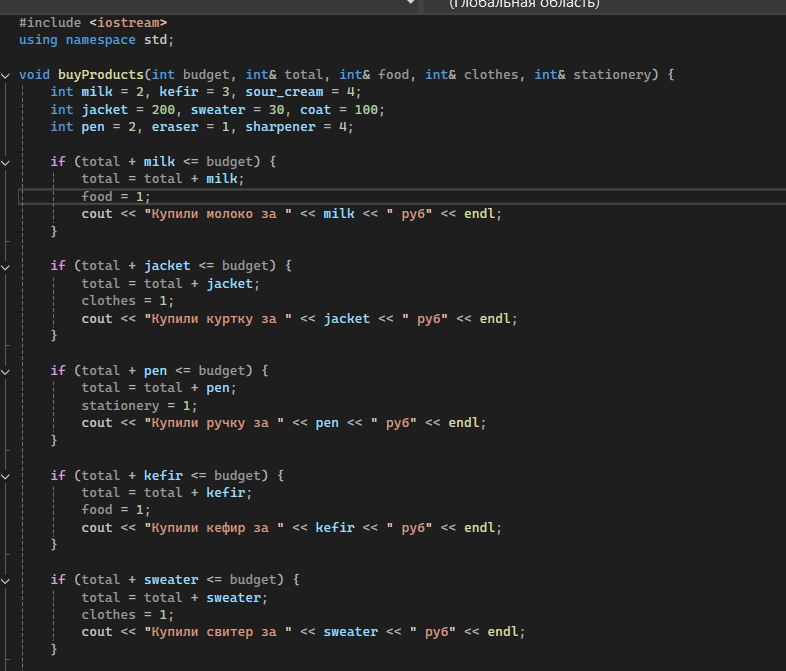 (Глобальная область)
#include <iostream>
using namespace std;
void buyProducts(int budget, int& total, int& food, int& clothes, int& stationery) {
int milk = 2, kefir = 3, sour_cream = 4;
int jacket = 200, sweater = 30, coat = 100;
int pen = 2, eraser = 1, sharpener = 4;
if (total + milk <= budget) {
total = total + milk;
food = 1;
cout << "Купили молоко за " << milk << " руб" << endl;
}
if (total + jacket <= budget) {
total = total + jacket;
clothes = 1;
cout << "Купили куртку за " << jacket << " руб" << endl;
}
if (total + pen <= budget) {
total = total + pen;
stationery = 1;
cout << "Купили ручку за " << pen << " руб" << endl;
}
if (total + kefir <= budget) {
total = total + kefir;
food = 1;
cout << "Купили кефир за " << kefir << " руб" << endl;
}
if (total + sweater <= budget) {
total = total + sweater;
clothes = 1;
cout << "Купили свитер за " << sweater << " руб" << endl;
}